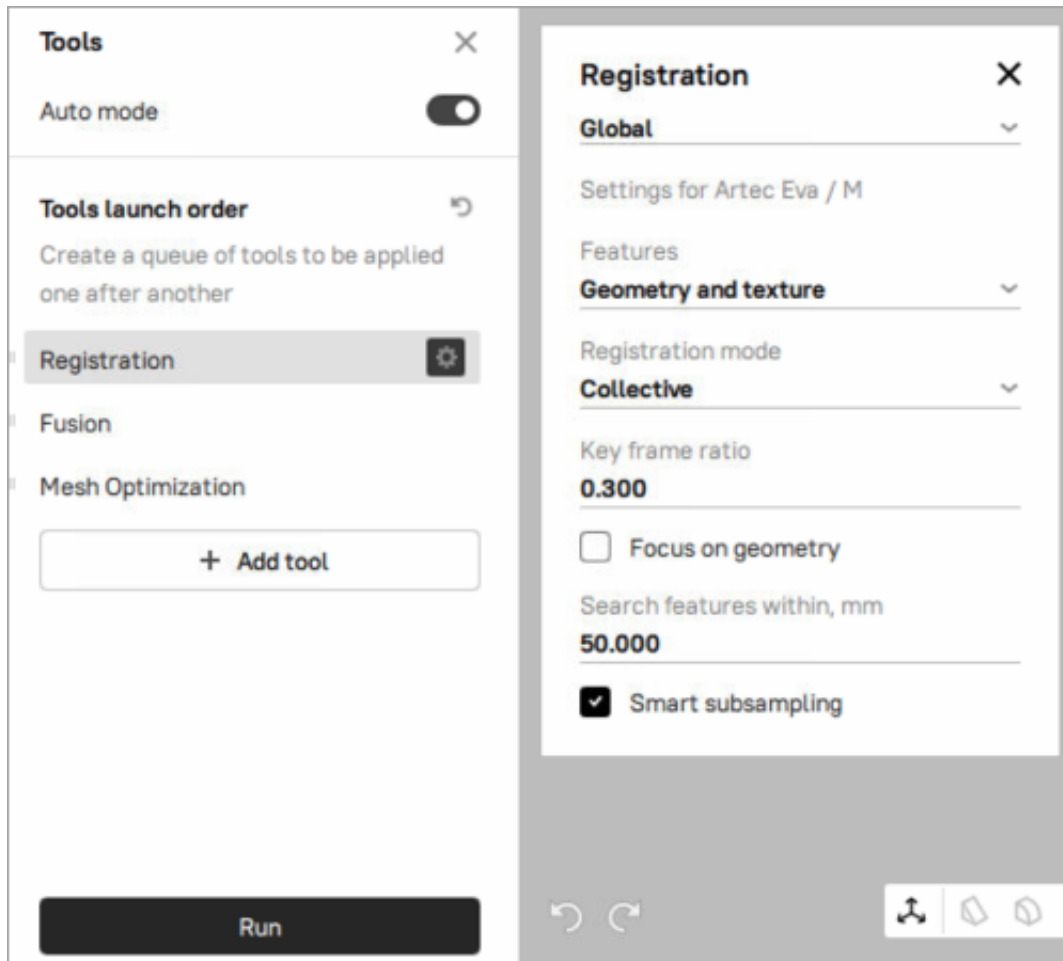 Tools
Auto mode
Tools launch order
Create a queue of tools to be applied
one after another
Registration
Fusion
Mesh Optimization
+ Add tool
Run
Registration
Global
Settings for Artec Eva / M
Features
Geometry and texture
Registration mode
Collective
Key frame ratio
0.300
Focus on geometry
Search features within, mm
50.000
Smart subsampling